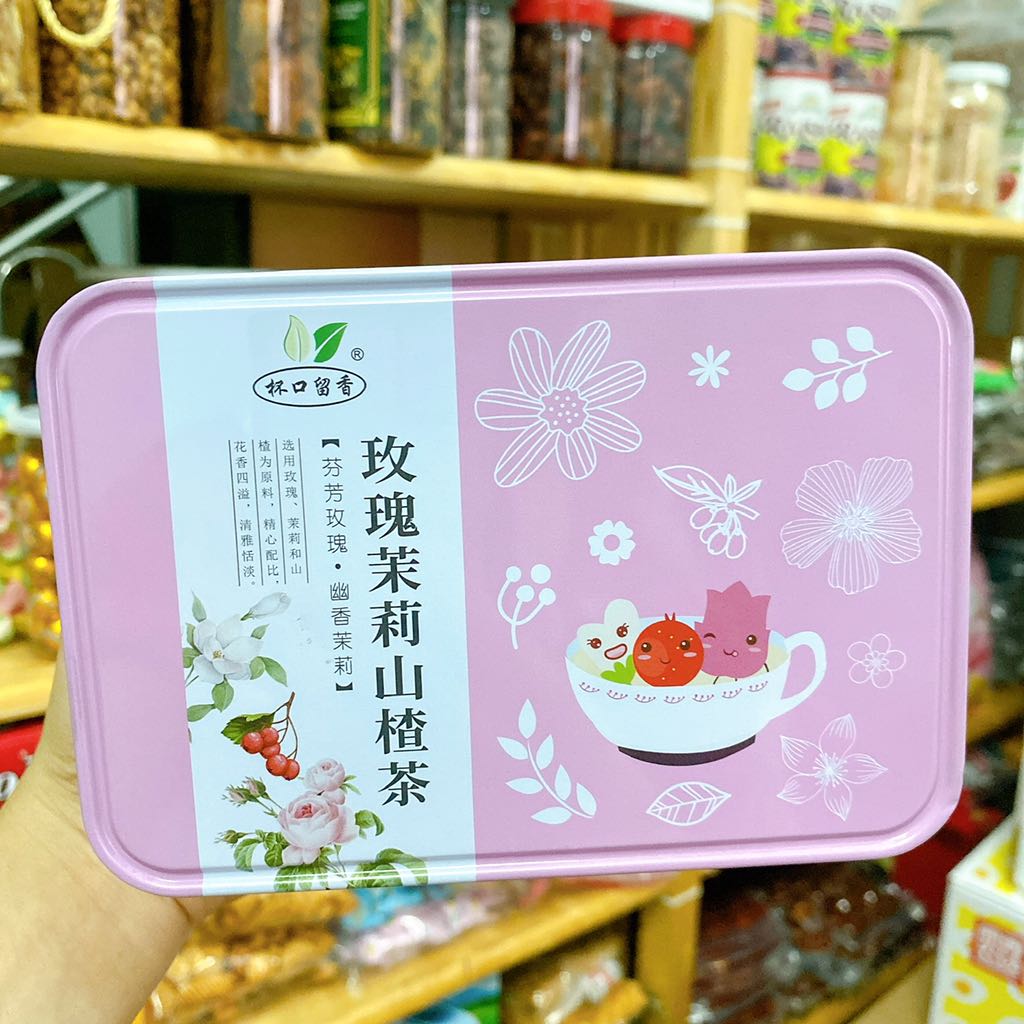 ®
杯口留香
玫瑰茉莉山楂茶
【芬芳玫瑰·幽香茉莉】
选用玫瑰、茉莉和山
楂为原料，精心配比，
花香四溢，清雅恬淡。